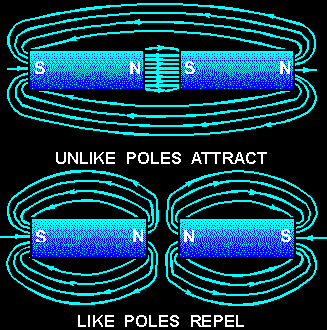 S N S N
UNLIKE POLES ATTRACT
S N N S
LIKE POLES REPEL